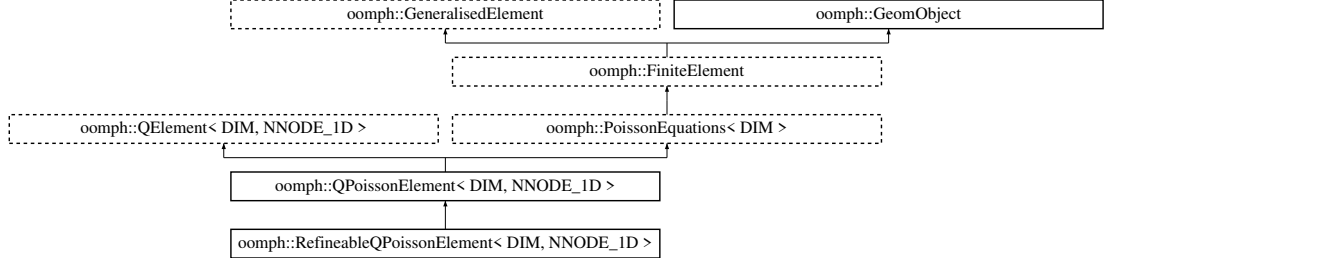 oomph::GeneralisedElement
oomph::GeomObject
oomph::FiniteElement
oomph::QElement< DIM, NNODE_1D >
oomph::PoissonEquations< DIM >
oomph::QPoissonElement< DIM, NNODE_1D >
oomph::RefineableQPoissonElement< DIM, NNODE_1D >